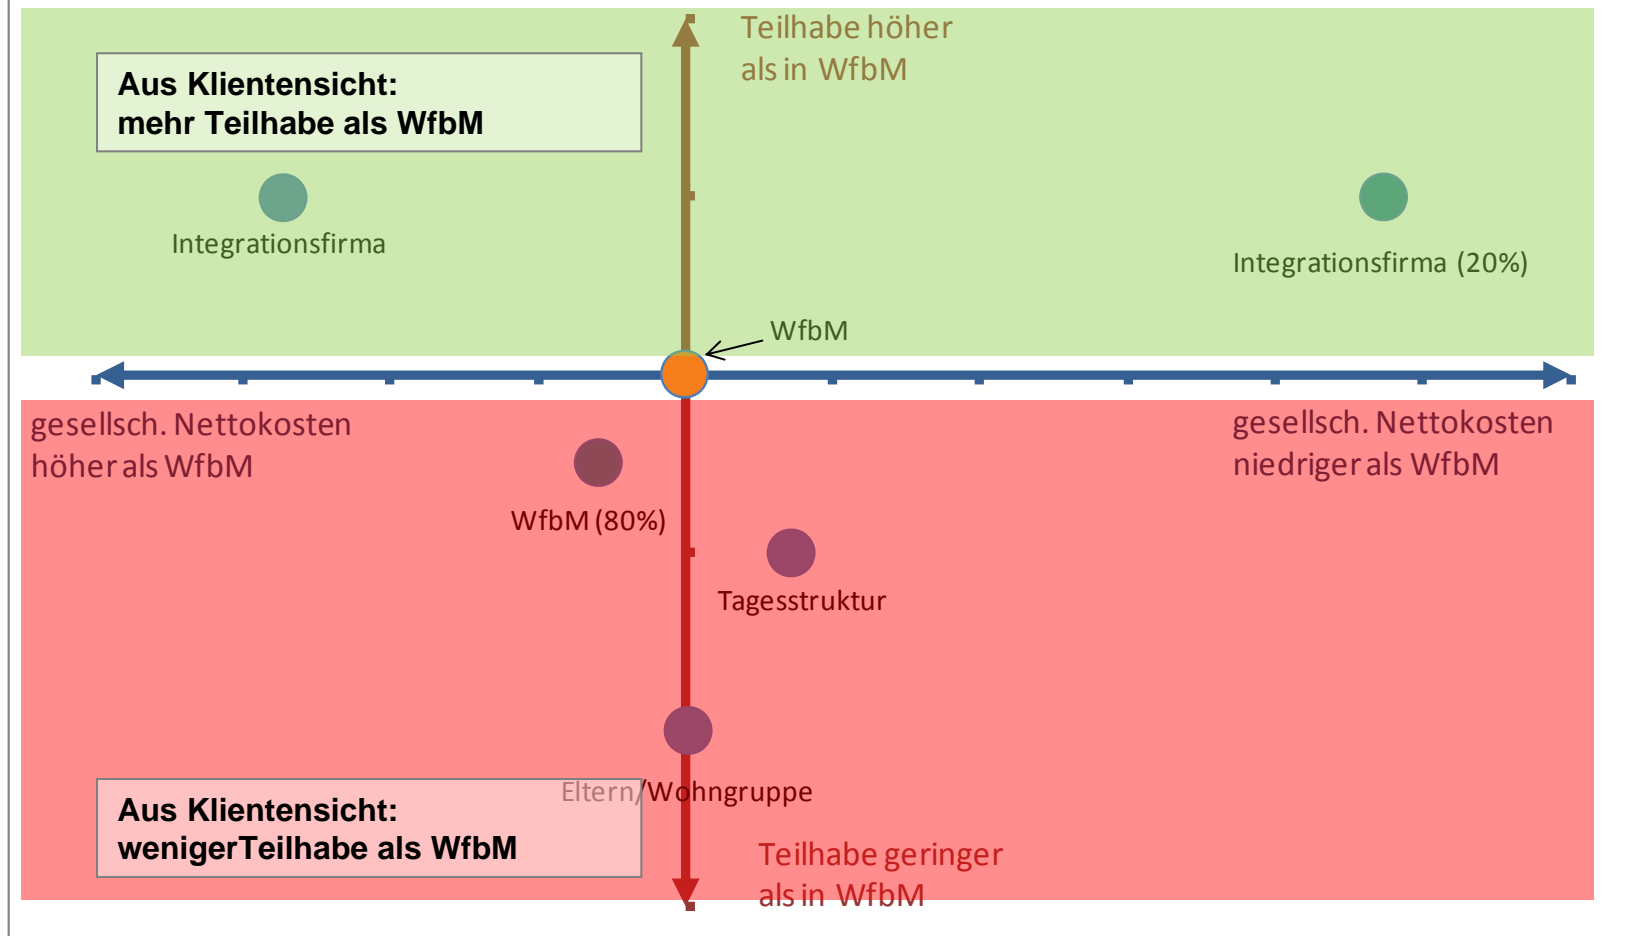 Teilhabe höher
als in WfbM
Aus Klientensicht:
mehr Teilhabe als WfbM
Integrationsfirma
Integrationsfirma (20%)
WfbM
gesellsch. Nettokosten
höher als WfbM
gesellsch. Nettokosten
niedriger als WfbM
WfbM (80%)
Tagesstruktur
Eltern/Wohngruppe
Aus Klientensicht:
wenigerTeilhabe als WfbM
Teilhabe geringer
als in WfbM